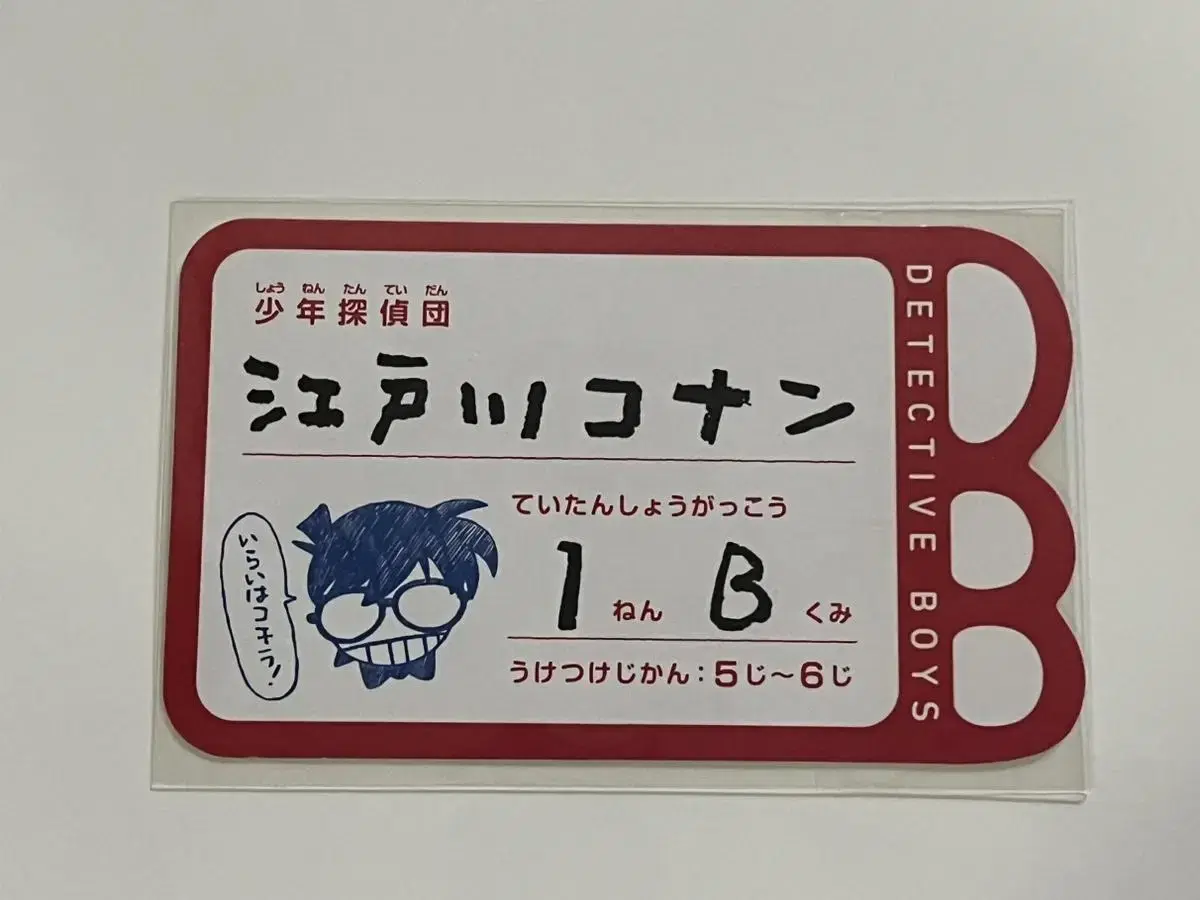 しょうねんたんていだん
少年探偵団
江戸川コナン
ていたんしょうがっこう
1ねん Bくみ
うけつけじかん：5じ～6じ
いらいはコチラ！
DETECTIVE BOYS